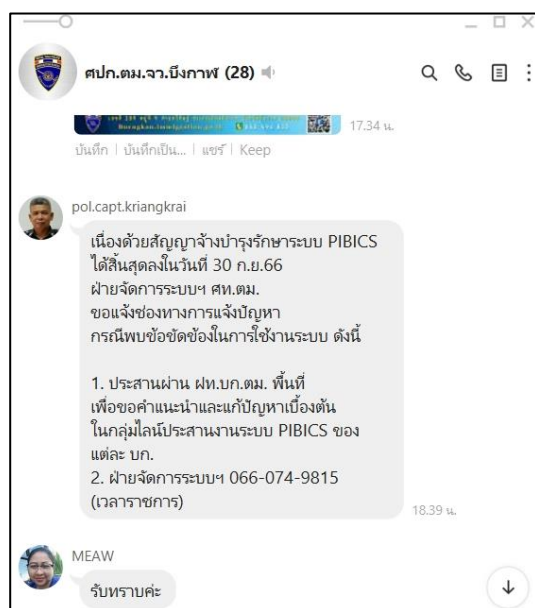 ศปก.ตม.จว.บึงกาฬ (28)
17.34 น.
บันทึก | บันทึกเป็น... | แชร์ | Keep
pol.capt.kriangkrai
เนื่องด้วยสัญญาจ้างบำรุงรักษาระบบ PIBICS
ได้สิ้นสุดลงในวันที่ 30 ก.ย.66
ฝ่ายจัดการระบบฯ ศท.ตม.
ขอแจ้งช่องทางการแจ้งปัญหา
กรณีพบข้อขัดข้องในการใช้งานระบบ ดังนี้
1. ประสานผ่าน ฝท.บก.ตม. พื้นที่
เพื่อขอคำแนะนำและแก้ปัญหาเบื้องต้น
ในกลุ่มไลน์ประสานงานระบบ PIBICS ของ
แต่ละ บก.
2. ฝ่ายจัดการระบบฯ 066-074-9815
(เวลาราชการ)
18.39 น.
MEAW
รับทราบค่ะ